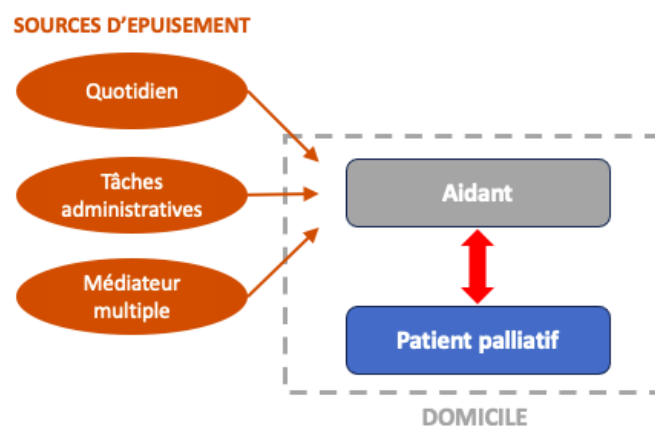 SOURCES D'EPUISEMENT
Quotidien
Tâches
administratives
Médiateur
multiple
Aidant
Patient palliatif
DOMICILE